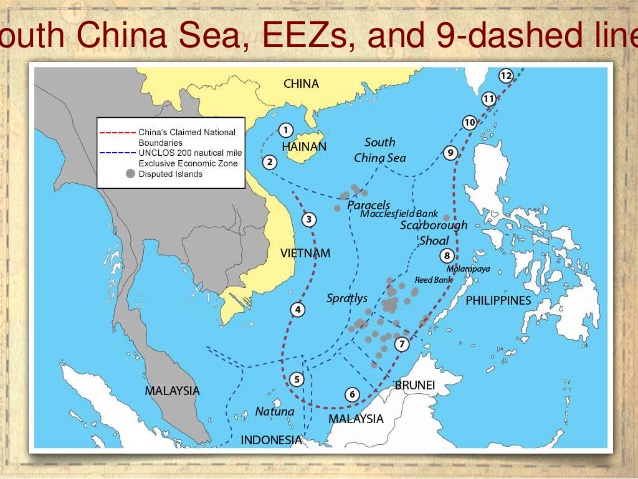 outh China Sea, EEZs, and 9-dashed line
China's Claimed National
Boundaries
UNCLOS 200 nautical mile
Exclusive Economic Zone
Disputed Islands
CHINA
12
11
10
1
HAINAN
2
South
China Sea
9
Paracels
Macclesfield Bank
3
Scarborough
Shoal
VIETNAM
8
Malampaya
Reed Bank
Spratlys
PHILIPPINES
4
7
5
BRUNEI
MALAYSIA
6
Natuna
MALAYSIA
INDONESIA